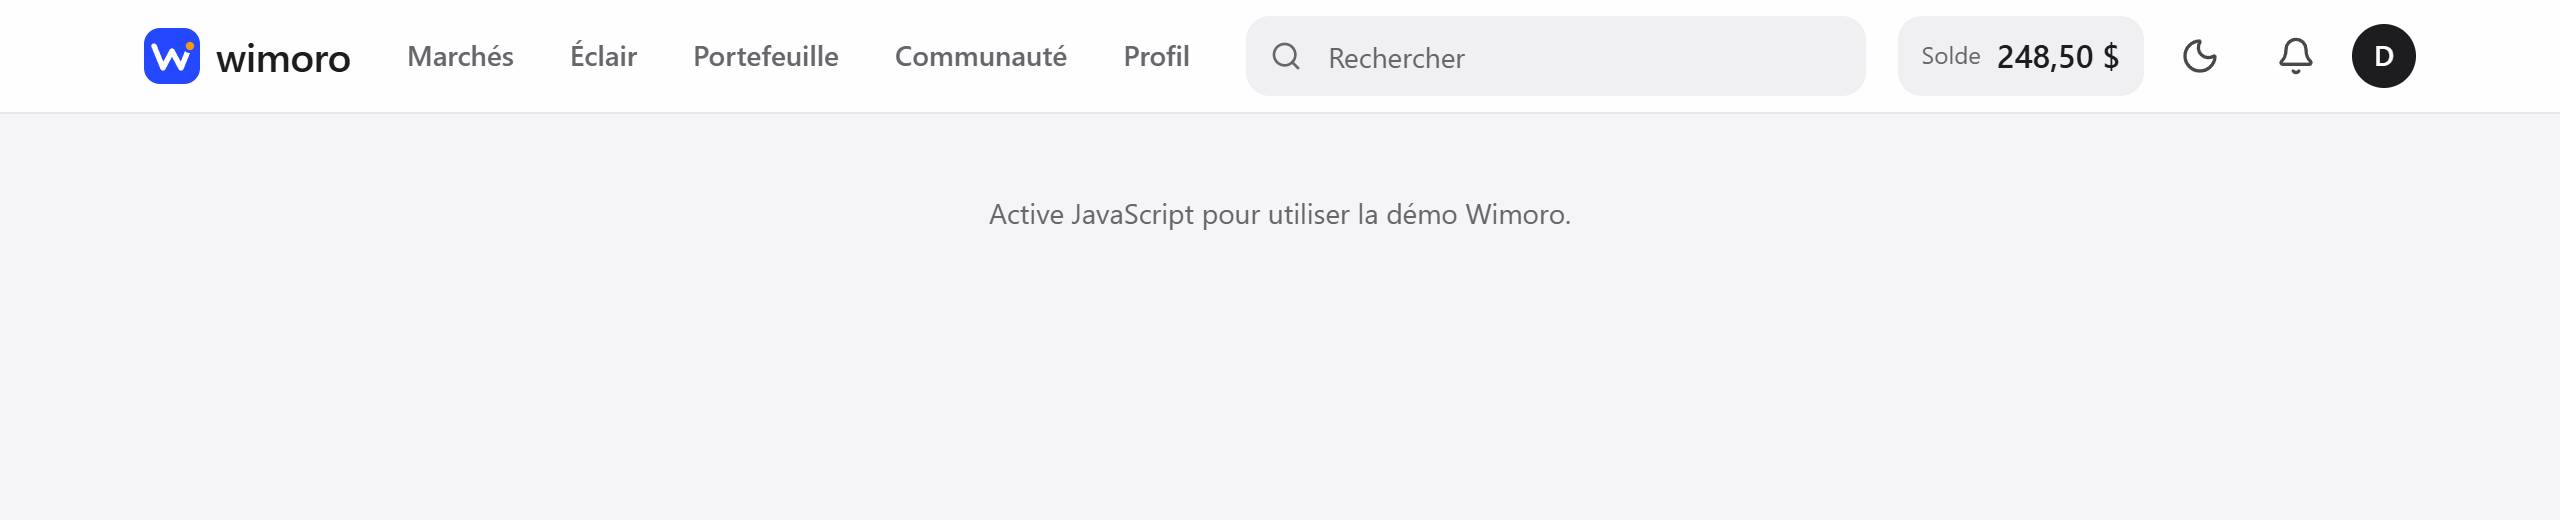 wimoro Marchés Éclair Portefeuille Communauté Profil Rechercher Solde 248,50 $ D
Active JavaScript pour utiliser la démo Wimoro.